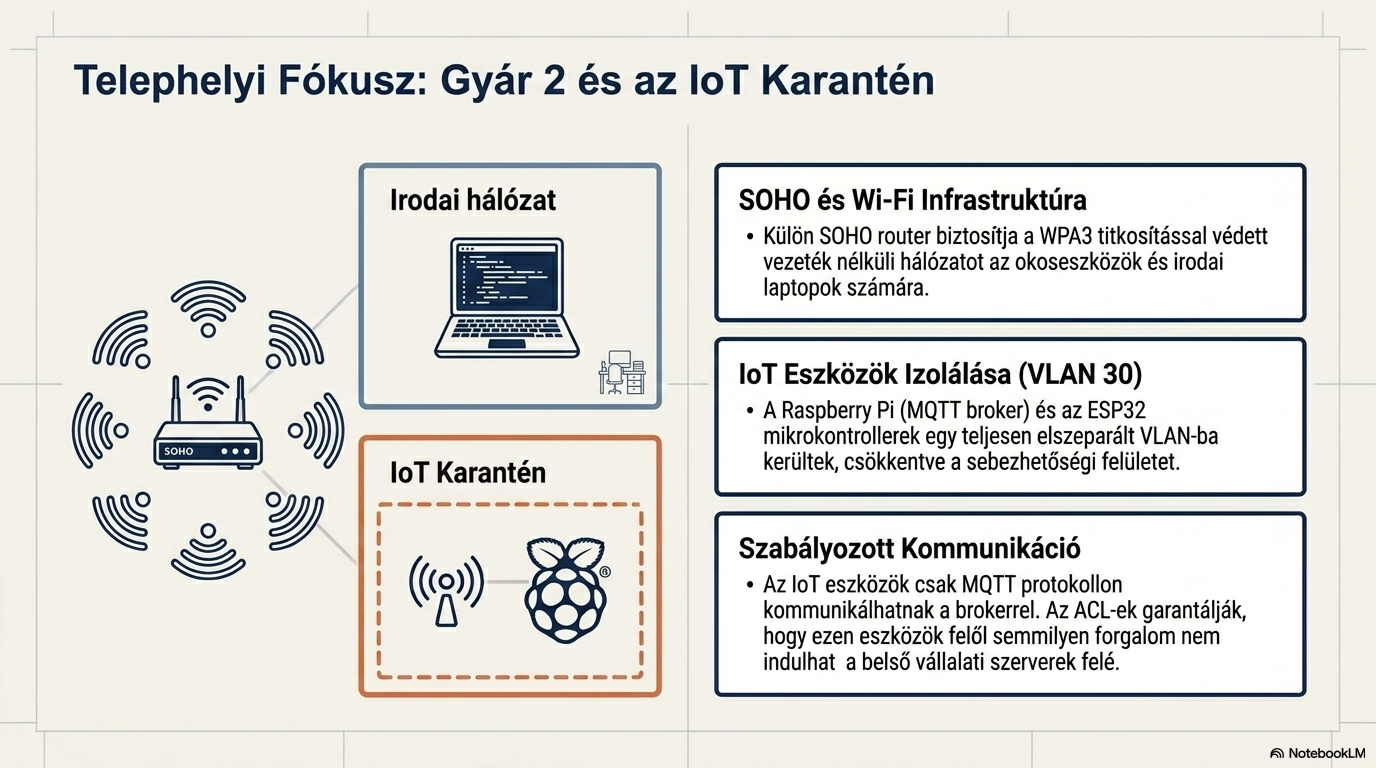 Telephelyi Fókusz: Gyár 2 és az IoT Karantén
Irodai hálózat
SOHO
IoT Karantén
®
SOHO és Wi-Fi Infrastruktúra
• Külön SOHO router biztosítja a WPA3 titkosítással védett
vezeték nélküli hálózatot az okoseszközök és irodai
laptopok számára.
IoT Eszközök Izolálása (VLAN 30)
• A Raspberry Pi (MQTT broker) és az ESP32
mikrokontrollerek egy teljesen elszeparált VLAN-ba
kerültek, csökkentve a sebezhetőségi felületet.
Szabályozott Kommunikáció
• Az IoT eszközök csak MQTT protokollon
kommunikálhatnak a brokerrel. Az ACL-ek garantálják,
hogy ezen eszközök felől semmilyen forgalom nem
indulhat a belső vállalati szerverek felé.
NotebookLM